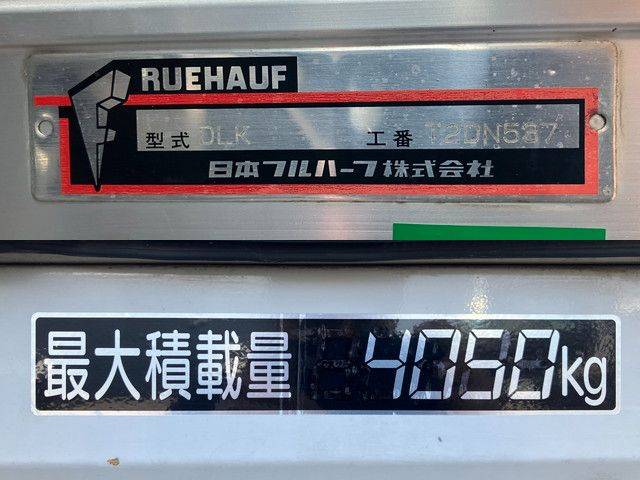 RUEHAUF
型式 DLK 工番 T2DN537
日本フルハーフ株式会社
最大積載量 4050kg